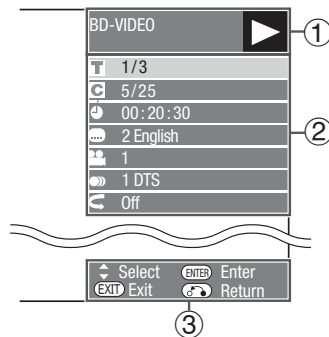 BD-VIDEO
①
T 1/3
C 5/25
00:20:30
2 English
②
1
1 DTS
Off
Select ENTER Enter
EXIT Exit Return
③